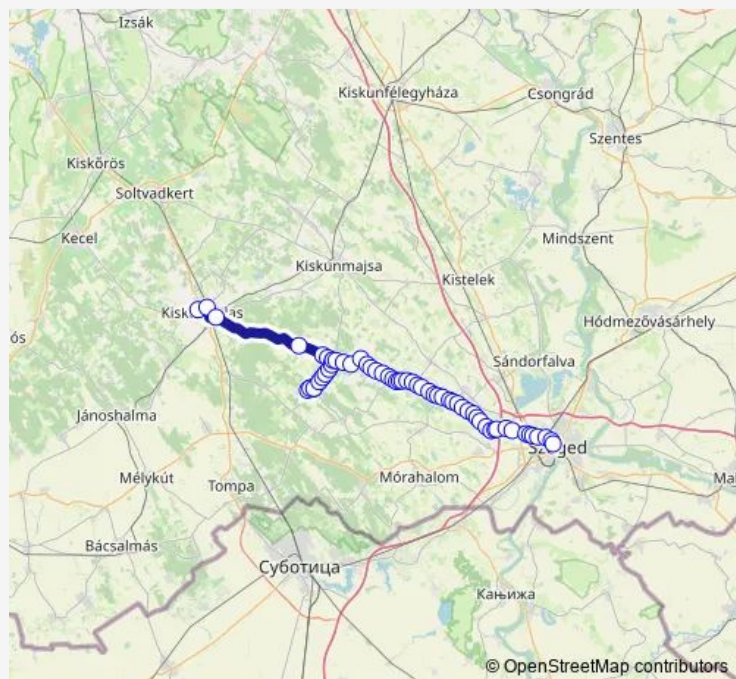 Izsák
Kiskunfélegyháza
Csongrád
Szentes
Kiskőrös
Soltvadkert
Kecel
Mindszent
Kiskunmajsa
Kistelek
Hódmezővásárhely
ós
Sándorfalva
Jánoshalma
Mélykút
Tompa
Mórahalom
Bácsalmás
Суботица
Кањижа
© OpenStreetMap contributors